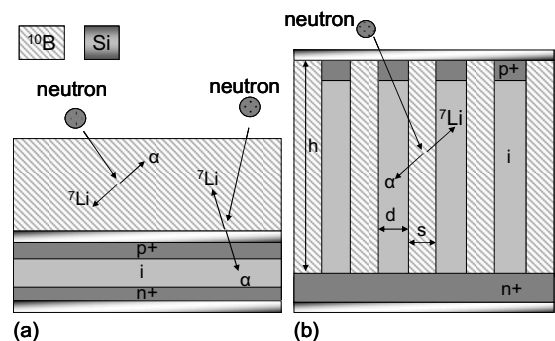 ¹⁰B
Si
neutron
neutron
α
⁷Li
⁷Li
p+
i
n+
α
(a)
neutron
p+
h
⁷Li
i
α
d
s
n+
(b)